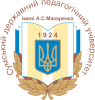 Сумський державний педагогічний університет
імені А.С.Макаренка
1924